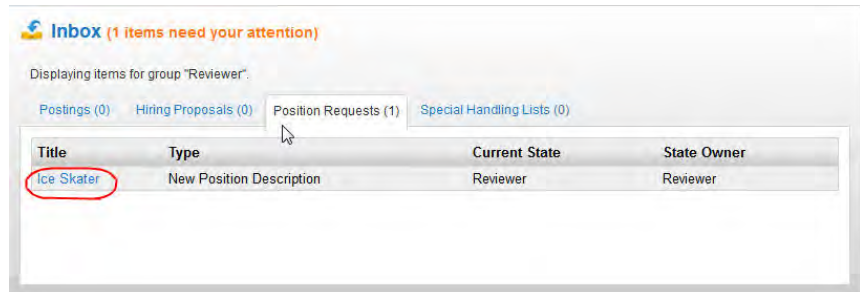 Inbox (1 items need your attention)
Displaying items for group "Reviewer".
Postings (0) Hiring Proposals (0) Position Requests (1) Special Handling Lists (0)
Title Type Current State State Owner
Ice Skater New Position Description Reviewer Reviewer